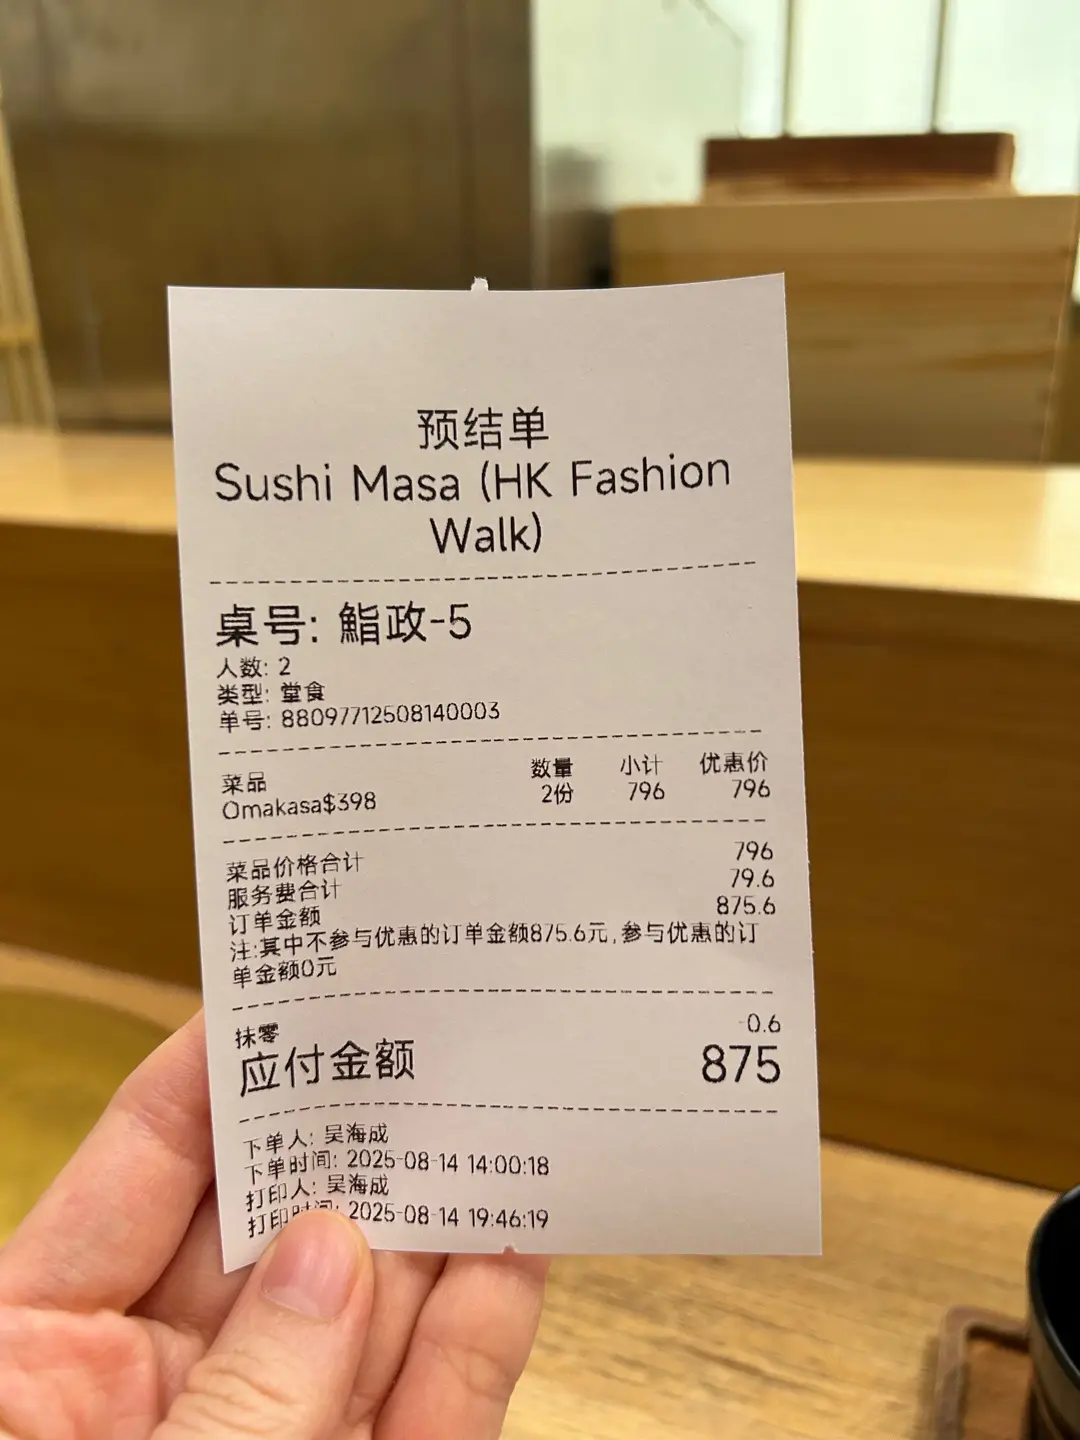 预结单
Sushi Masa (HK Fashion
Walk)
桌号: 鮨政-5
人数: 2
类型: 堂食
单号: 88097712508140003
菜品 数量 小计 优惠价
Omakasa$398 2份 796 796
菜品价格合计 796
服务费合计 79.6
订单金额 875.6
注:其中不参与优惠的订单金额875.6元,参与优惠的订
单金额0元
抹零 -0.6
应付金额 875
下单人: 吴海成
下单时间: 2025-08-14 14:00:18
打印人: 吴海成
打印时间: 2025-08-14 19:46:19